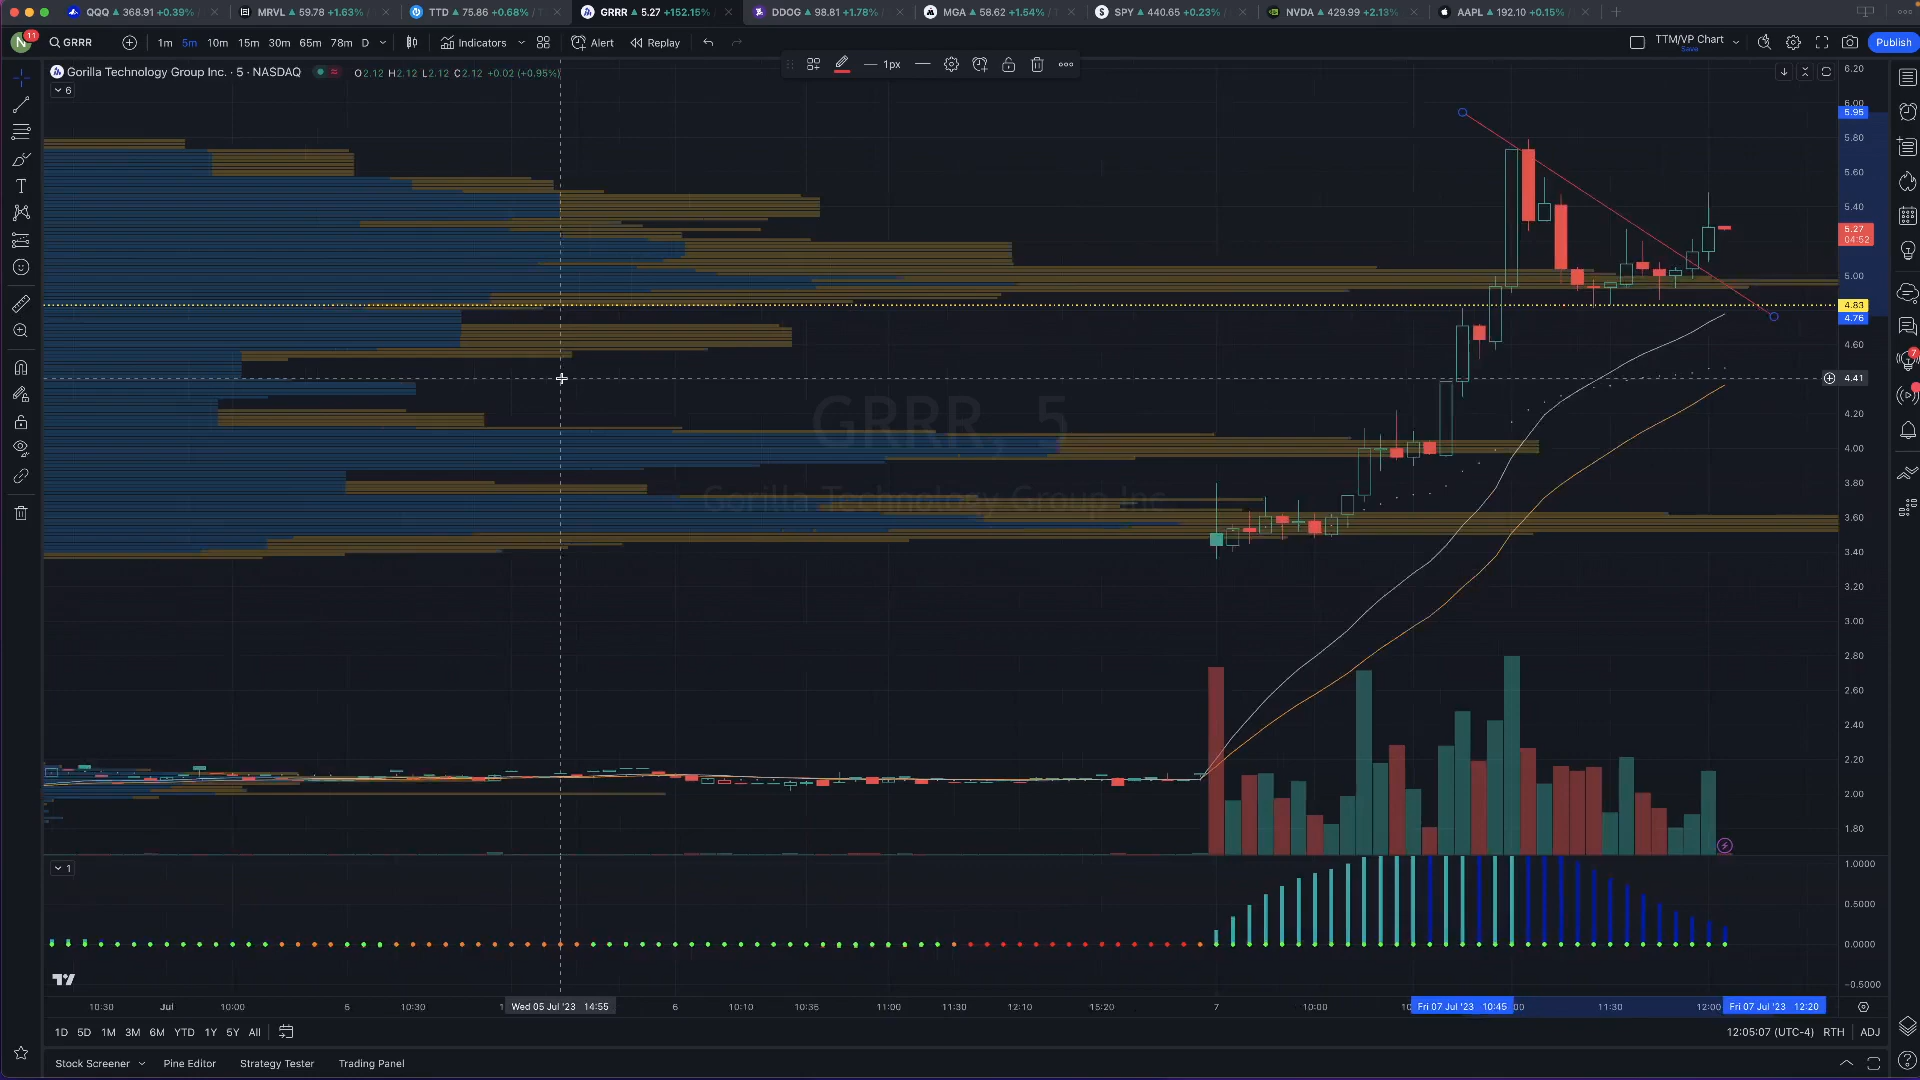 QQQ ▲ 368.91 +0.39% /
MRVL ▲ 59.78 +1.63% /
TTD ▲ 75.86 +0.68% / T
GRRR ▲ 5.27 +152.15%
DDOG ▲ 98.81 +1.78% /
MGA ▲ 58.62 +1.54% / T
SPY ▲ 440.65 +0.23% /
NVDA ▲ 429.99 +2.13%
AAPL ▲ 192.10 +0.15% /
N
11
GRRR
1m 5m 10m 15m 30m 65m 78m D
Indicators
Alert
Replay
TTM/VP Chart
Save
Publish
Gorilla Technology Group Inc. · 5 · NASDAQ
O2.12 H2.12 L2.12 C2.12 +0.02 (+0.95%)
6
1px
6.20
6.00
5.95
5.80
5.60
5.40
5.27
04:52
5.00
4.83
4.76
4.60
4.41
4.20
4.00
3.80
3.60
3.40
3.20
3.00
2.80
2.60
2.40
2.20
2.00
1.80
7
GRRR, 5
Gorilla Technology Group Inc
1
1.0000
0.5000
0.0000
-0.5000
10:30 Jul 10:00 5 10:30 Wed 05 Jul '23 14:55 6 10:10 10:35 11:00 11:30 12:10 15:20 7 10:00 Fri 07 Jul '23 10:45 11:30 12:00 Fri 07 Jul '23 12:20
1D 5D 1M 3M 6M YTD 1Y 5Y All
12:05:07 (UTC-4) RTH ADJ
Stock Screener Pine Editor Strategy Tester Trading Panel